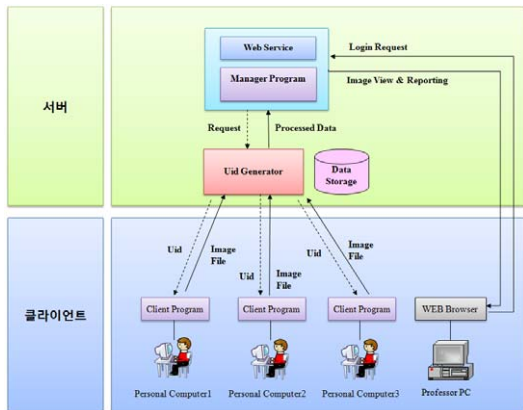 서버
Web Service
Manager Program
Login Request
Image View & Reporting
Request
Processed Data
Uid Generator
Data
Storage
클라이언트
Uid
Image
File
Uid
Image
File
Uid
Image
File
Client Program
Client Program
Client Program
WEB Browser
Personal Computer1
Personal Computer2
Personal Computer3
Professor PC